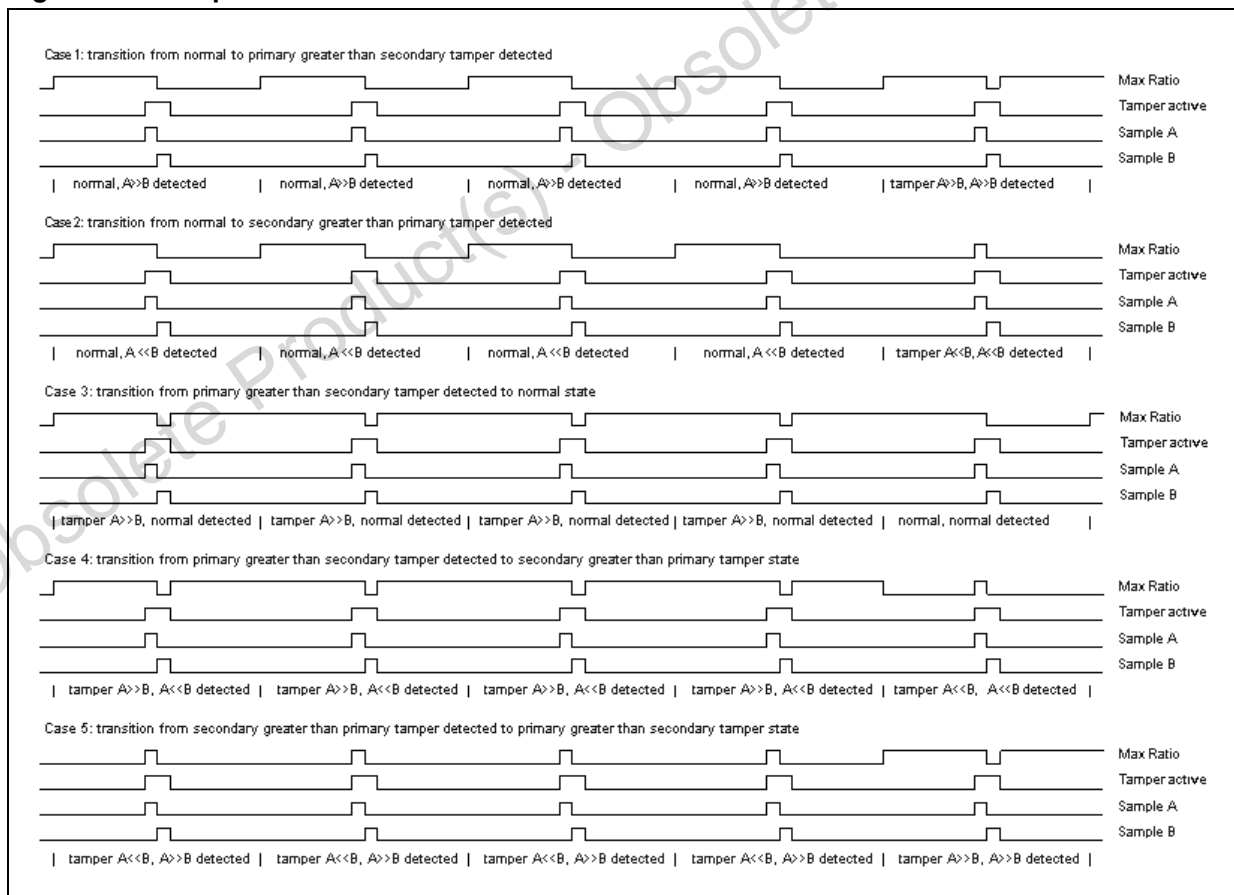 Case 1: transition from normal to primary greater than secondary tamper detected
Max Ratio
Tamper active
Sample A
Sample B
| normal, A>>B detected | normal, A>>B detected | normal, A>>B detected | normal, A>>B detected | tamper A>>B, A>>B detected |
Case 2: transition from normal to secondary greater than primary tamper detected
Max Ratio
Tamper active
Sample A
Sample B
| normal, A<<B detected | normal, A<<B detected | normal, A<<B detected | normal, A<<B detected | tamper A<<B, A<<B detected |
Case 3: transition from primary greater than secondary tamper detected to normal state
Max Ratio
Tamper active
Sample A
Sample B
| tamper A>>B, normal detected | tamper A>>B, normal detected | tamper A>>B, normal detected | tamper A>>B, normal detected | normal, normal detected |
Case 4: transition from primary greater than secondary tamper detected to secondary greater than primary tamper state
Max Ratio
Tamper active
Sample A
Sample B
| tamper A>>B, A<<B detected | tamper A>>B, A<<B detected | tamper A>>B, A<<B detected | tamper A>>B, A<<B detected | tamper A<<B, A<<B detected |
Case 5: transition from secondary greater than primary tamper detected to primary greater than secondary tamper state
Max Ratio
Tamper active
Sample A
Sample B
| tamper A<<B, A>>B detected | tamper A<<B, A>>B detected | tamper A<<B, A>>B detected | tamper A<<B, A>>B detected | tamper A>>B, A>>B detected |
Obsolete Product(s) - Obsolete